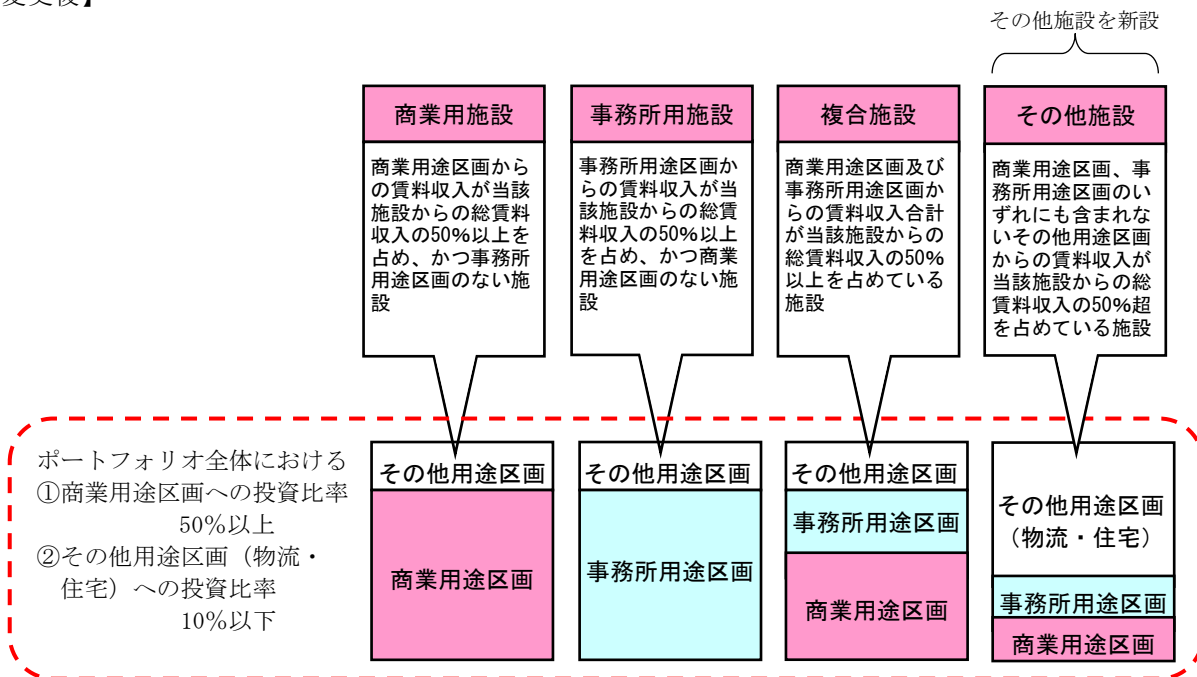 その他施設を新設
商業用施設
商業用途区画から
の賃料収入が当該
施設からの総賃料
収入の50%以上を
占め、かつ事務所
用途区画のない施
設
事務所用施設
事務所用途区画か
らの賃料収入が当
該施設からの総賃
料収入の50%以上
を占め、かつ商業
用途区画のない施
設
複合施設
商業用途区画及び
事務所用途区画か
らの賃料収入合計
が当該施設からの
総賃料収入の50%
以上を占めている
施設
その他施設
商業用途区画、事
務所用途区画のい
ずれにも含まれな
いその他用途区画
からの賃料収入が
当該施設からの総
賃料収入の50%超
を占めている施設
ポートフォリオ全体における
①商業用途区画への投資比率
50%以上
②その他用途区画（物流・
住宅）への投資比率
10%以下
その他用途区画
商業用途区画
その他用途区画
事務所用途区画
その他用途区画
事務所用途区画
商業用途区画
その他用途区画
（物流・住宅）
事務所用途区画
商業用途区画